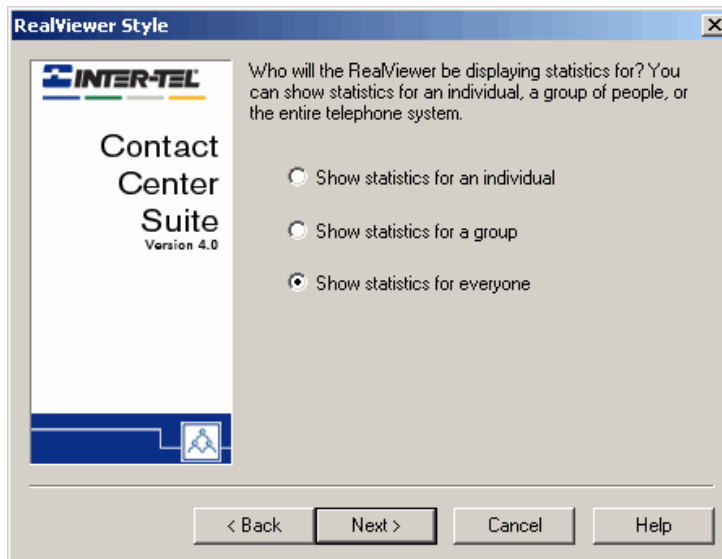 RealViewer Style
INTER-TEL
Contact
Center
Suite
Version 4.0
Who will the RealViewer be displaying statistics for? You
can show statistics for an individual, a group of people, or
the entire telephone system.
Show statistics for an individual
Show statistics for a group
Show statistics for everyone
< Back
Next >
Cancel
Help